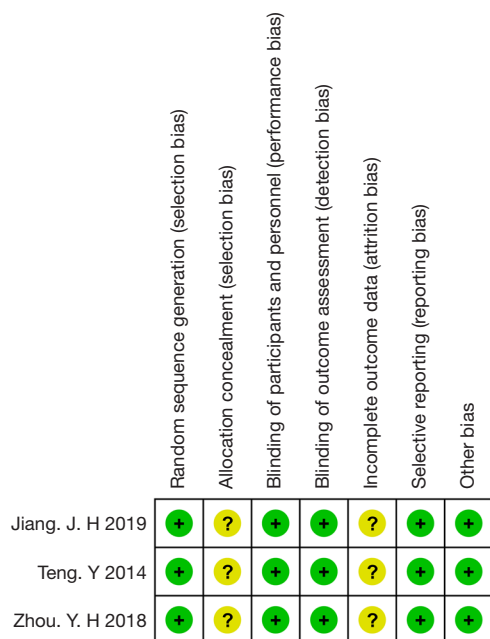 Random sequence generation (selection bias)
Allocation concealment (selection bias)
Blinding of participants and personnel (performance bias)
Blinding of outcome assessment (detection bias)
Incomplete outcome data (attrition bias)
Selective reporting (reporting bias)
Other bias
Jiang. J. H 2019 + ? + + ? + +
Teng. Y 2014 + ? + + ? + +
Zhou. Y. H 2018 + ? + + ? + +